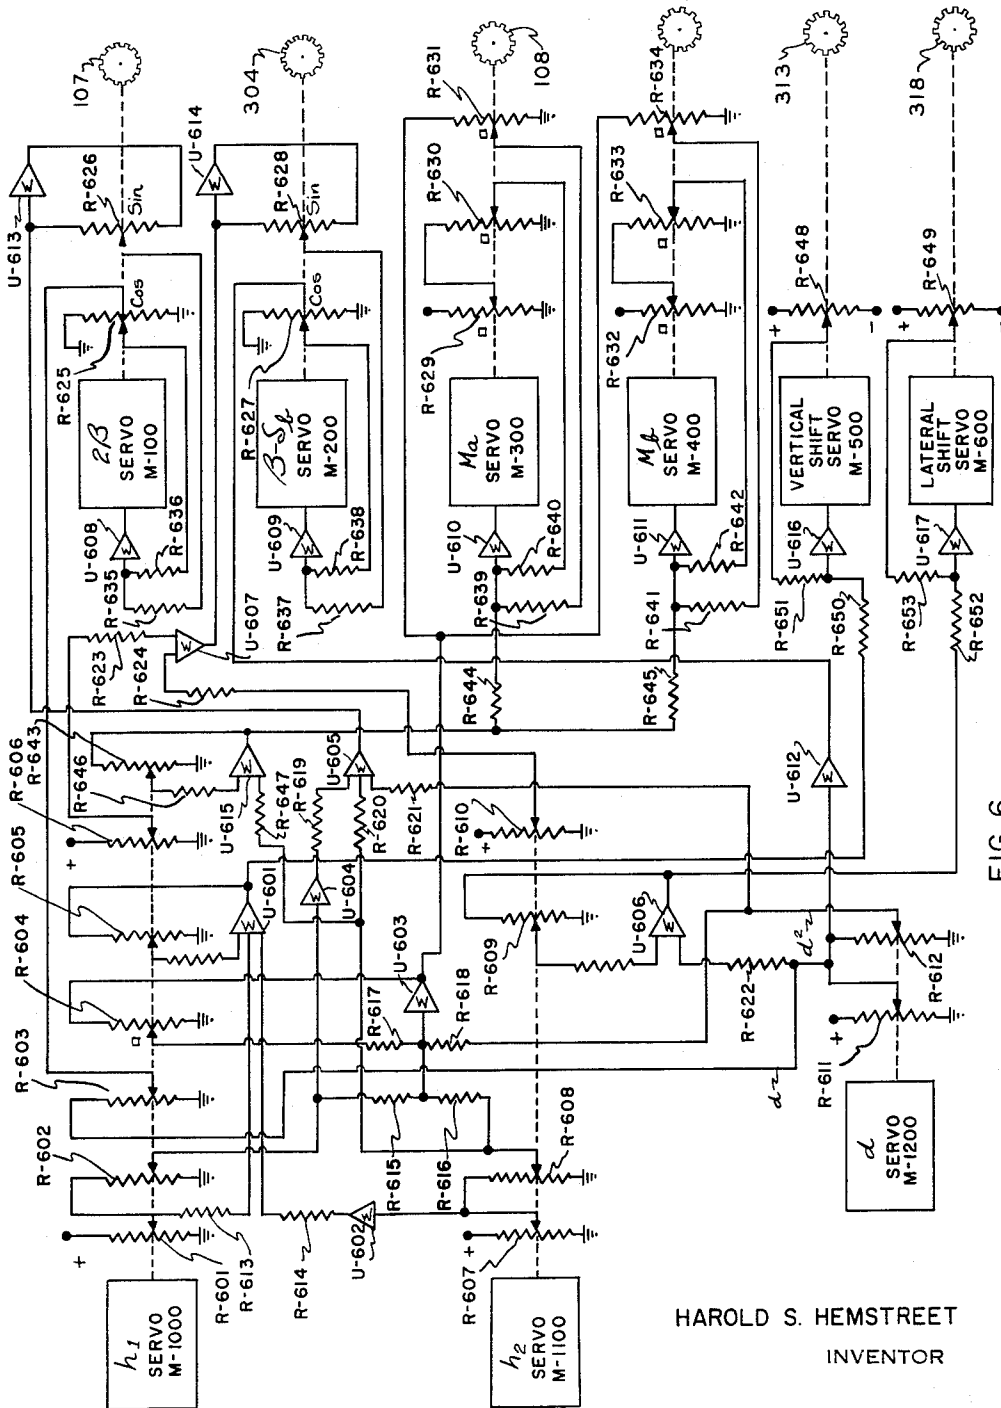 107
304
108
313
318
U-613
U-614
R-626
Sin
R-628
Sin
R-631
R-630
R-634
R-633
R-648
R-649
Cos
R-625
Cos
R-627
R-629
R-632
+
-
+
-
2B
SERVO
M-100
B-Sb
SERVO
M-200
Ma
SERVO
M-300
Mb
SERVO
M-400
VERTICAL
SHIFT
SERVO
M-500
LATERAL
SHIFT
SERVO
M-600
U-608
W
R-636
R-635
U-609
W
R-638
R-637
U-610
W
R-640
R-639
U-611
W
R-642
R-641
U-616
W
R-651
R-650
U-617
W
R-653
R-652
R-623
R-624
U-607
W
R-644
R-645
R-606
R-643
R-646
R-647
R-619
U-615
W
U-605
W
R-620
R-621
R-605
R-604
U-601
W
U-604
W
U-603
W
R-617
R-618
R-610
+
R-609
U-606
W
R-622
U-612
W
d²
d
R-612
R-611
+
R-603
R-602
R-601
R-613
R-614
U-602
W
R-615
R-616
R-608
R-607
+
h1
SERVO
M-1000
h2
SERVO
M-1100
d
SERVO
M-1200
FIG. 6
HAROLD S. HEMSTREET
INVENTOR